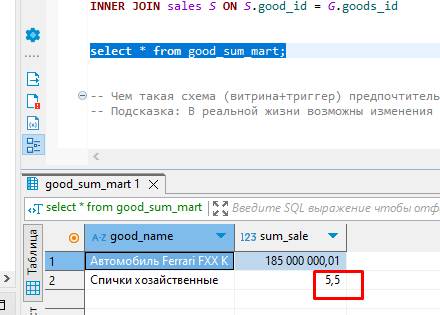 INNER JOIN sales S ON S.good_id = G.goods_id
select * from good_sum_mart;
-- Чем такая схема (витрина+триггер) предпочтитель
-- Подсказка: В реальной жизни возможны изменения
good_sum_mart 1
select * from good_sum_mart Введите SQL выражение чтобы отф
Таблица
A-Z good_name 123 sum_sale
1 Автомобиль Ferrari FXX K 185 000 000,01
2 Спички хозайственные 5,5